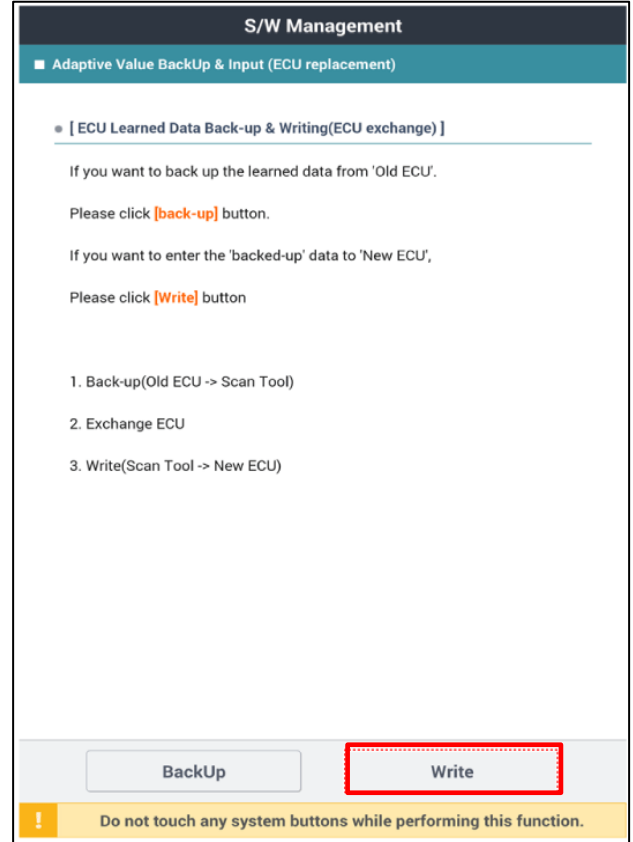 S/W Management
Adaptive Value BackUp & Input (ECU replacement)
[ ECU Learned Data Back-up & Writing(ECU exchange) ]
If you want to back up the learned data from 'Old ECU'.
Please click [back-up] button.
If you want to enter the 'backed-up' data to 'New ECU',
Please click [Write] button
1. Back-up(Old ECU -> Scan Tool)
2. Exchange ECU
3. Write(Scan Tool -> New ECU)
BackUp Write
! Do not touch any system buttons while performing this function.